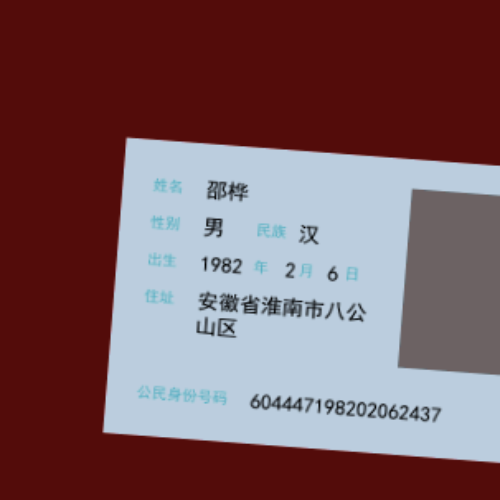 姓名 邵桦
性别 男 民族 汉
出生 1982 年 2 月 6 日
住址 安徽省淮南市八公
山区
公民身份号码 604447198202062437